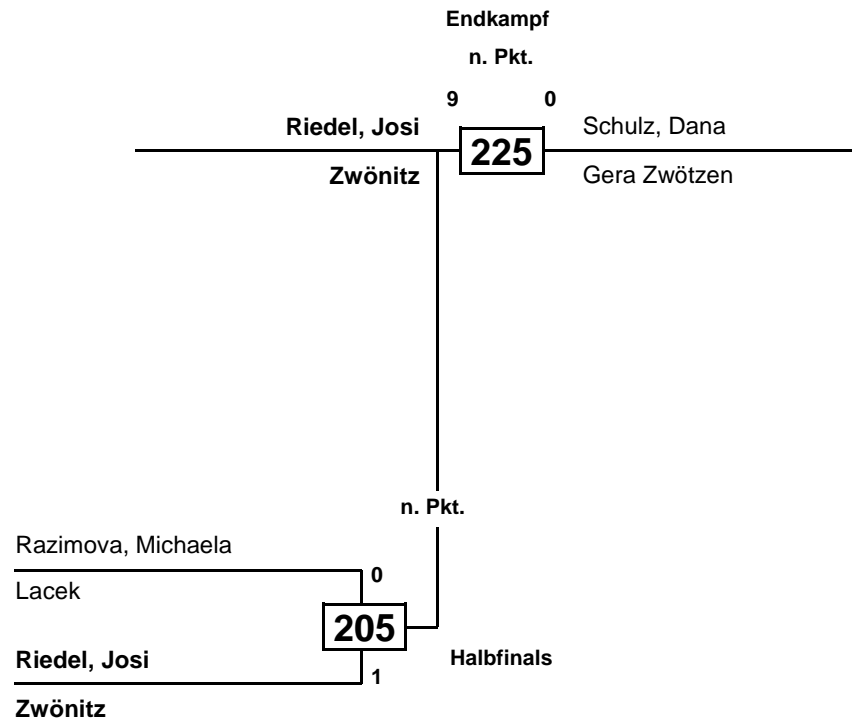 Endkampf
n. Pkt.
9 0
Riedel, Josi 225 Schulz, Dana
Zwönitz Gera Zwötzen
n. Pkt.
Razimova, Michaela
0
Lacek
205
Riedel, Josi Halbfinals
1
Zwönitz